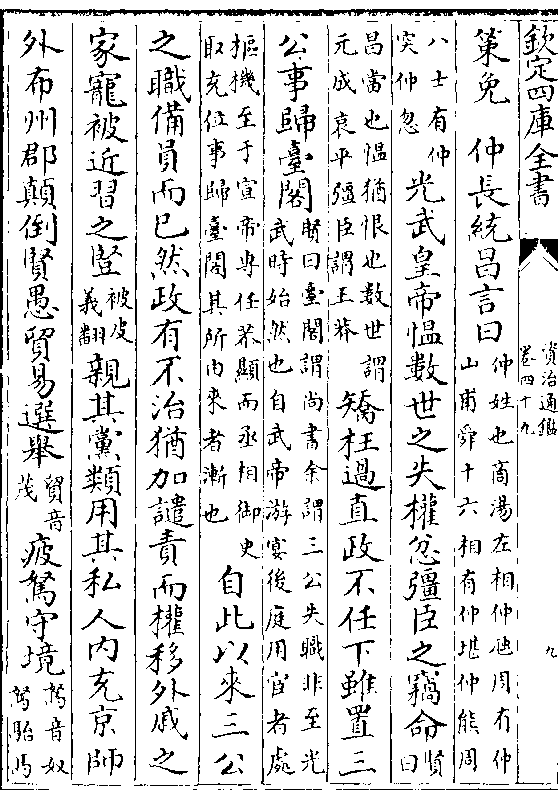 欽定四庫全書
資治通鑑
卷四十九
九
策免 仲長統昌言曰
仲姓也商湯左相仲虺周有仲
山甫舜十六相有仲堪仲熊周
八士有仲
突仲忽
光武皇帝愠數世之失權忿彊臣之竊命
賢
曰
昌當也愠猶恨也數世謂
元成哀平彊臣謂王莽
矯枉過直政不任下雖置三
公事歸臺閣
賢曰臺閣謂尚書余謂三公失職非至光
武時始然也自武帝游宴後庭用宦者處
樞機至于宣帝專任恭顯而丞相御史
取充位事歸臺閣其所由來者漸也
自此以來三公
之職備員而已然政有不治猶加譴責而權移外戚之
家寵被近習之豎
被皮
義翻
親其黨類用其私人内充京師
外布州郡顛倒賢愚貿易選舉
貿音
茂
疲駑守境
駑音奴
駑駘馬